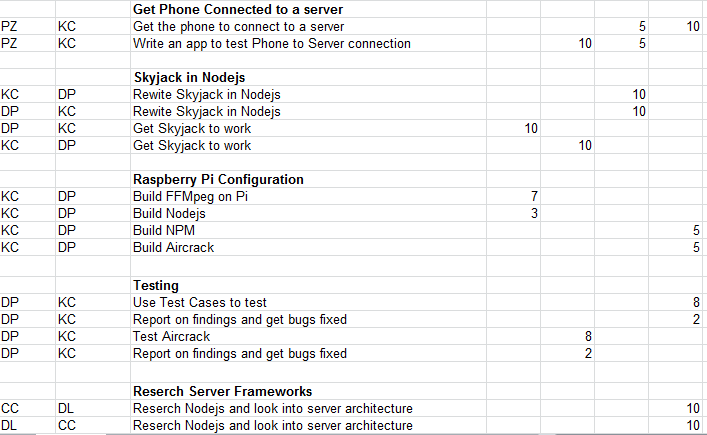 Get Phone Connected to a server
PZ KC Get the phone to connect to a server 5 10
PZ KC Write an app to test Phone to Server connection 10 5
Skyjack in Nodejs
KC DP Rewite Skyjack in Nodejs 10
DP KC Rewite Skyjack in Nodejs 10
DP KC Get Skyjack to work 10
KC DP Get Skyjack to work 10
Raspberry Pi Configuration
KC DP Build FFMpeg on Pi 7
KC DP Build Nodejs 3
KC DP Build NPM 5
KC DP Build Aircrack 5
Testing
DP KC Use Test Cases to test 8
DP KC Report on findings and get bugs fixed 2
DP KC Test Aircrack 8
DP KC Report on findings and get bugs fixed 2
Reserch Server Frameworks
CC DL Reserch Nodejs and look into server architecture 10
DL CC Reserch Nodejs and look into server architecture 10